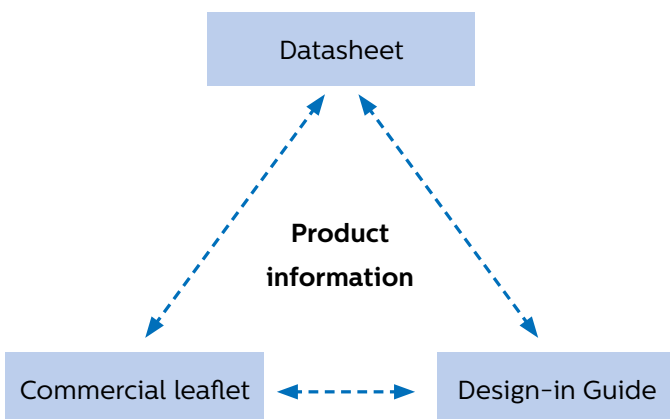 Datasheet
Product
information
Commercial leaflet
Design-in Guide